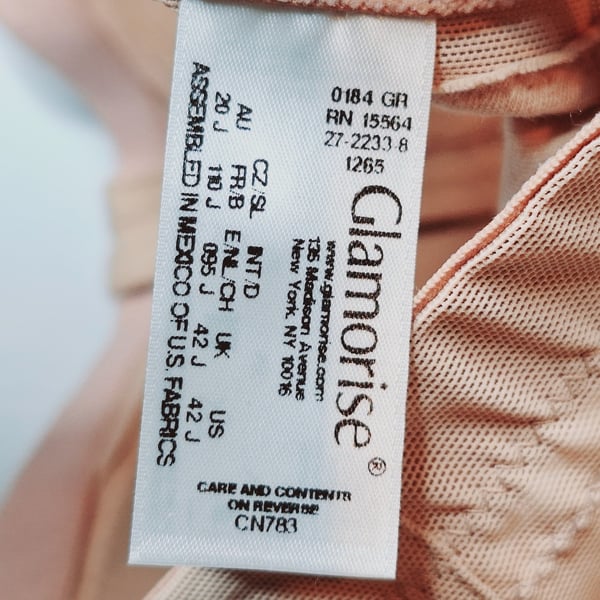 0184 GR
RN 15564
27-2233-8
1265
Glamorise®
www.glamorise.com
135 Madison Avenue
New York, NY 10016
CZ/SL INT/D
AU FR/B E/NL/CH UK US
20 J 110 J 095 J 42 J 42 J
ASSEMBLED IN MEXICO OF U.S. FABRICS
CARE AND CONTENTS
ON REVERSE
CN783